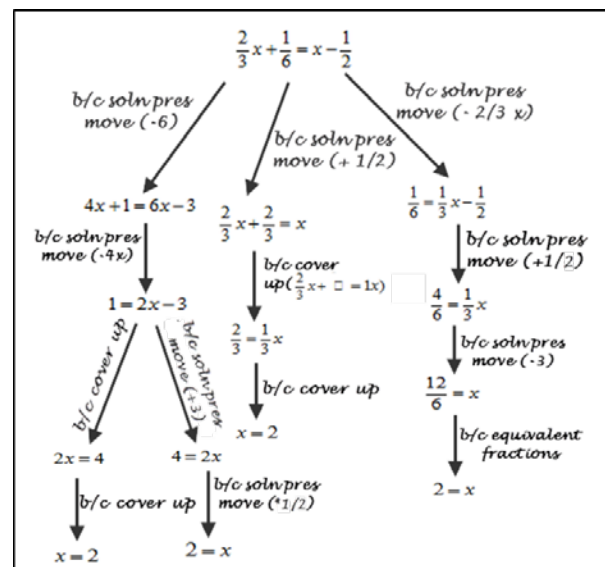 2/3 x + 1/6 = x − 1/2
b/c soln pres
move (·6)
b/c soln pres
move (+ 1/2)
b/c soln pres
move (- 2/3 x)
4x+1=6x−3
2/3 x + 2/3 = x
1/6 = 1/3 x − 1/2
b/c soln pres
move (-4x)
b/c cover
up(2/3 x + □ = 1x)
b/c soln pres
move (+1/2)
1=2x−3
2/3 = 1/3 x
4/6 = 1/3 x
b/c cover up
b/c soln pres
move (+3)
b/c cover up
b/c soln pres
move (·3)
x=2
12/6 = x
2x=4
4=2x
b/c equivalent
fractions
b/c cover up
b/c soln pres
move (*1/2)
2=x
x=2
2=x